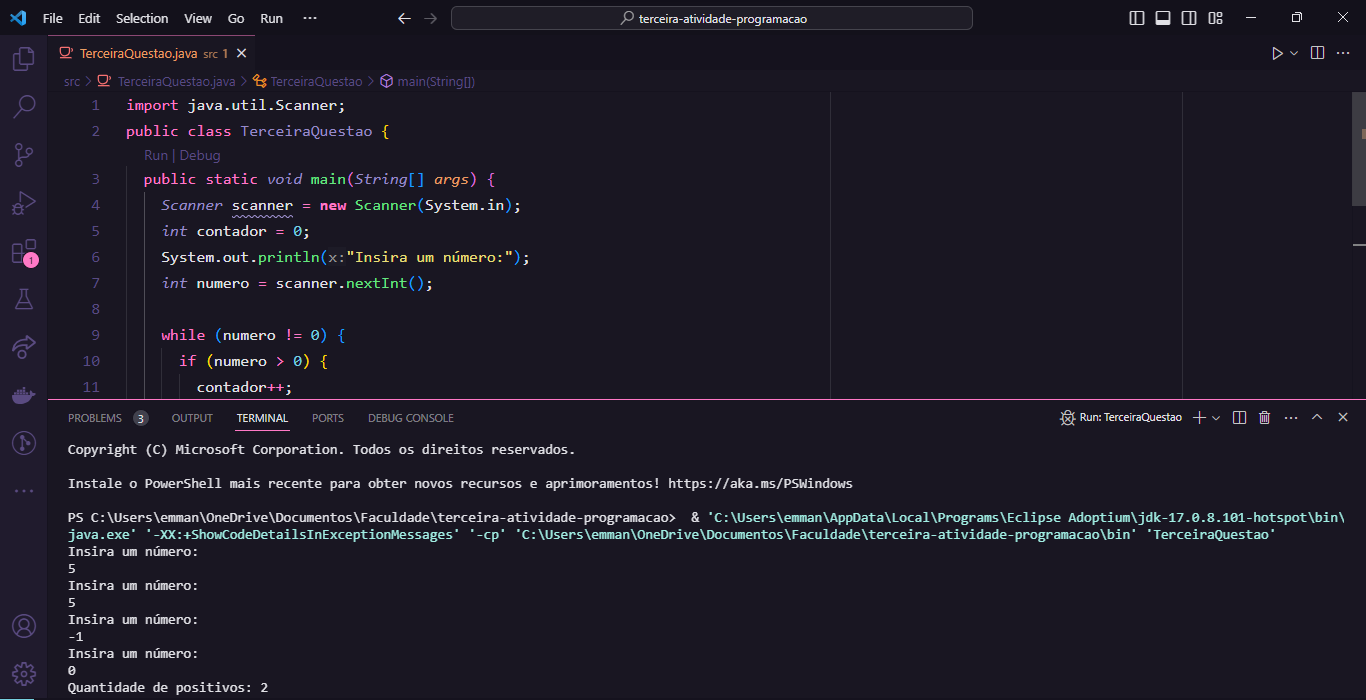 File Edit Selection View Go Run ··· terceira-atividade-programacao
TerceiraQuestao.java src 1
src > TerceiraQuestao.java > TerceiraQuestao > main(String[])
1 import java.util.Scanner;
2 public class TerceiraQuestao {
Run | Debug
3 public static void main(String[] args) {
4 Scanner scanner = new Scanner(System.in);
5 int contador = 0;
6 System.out.println(x:"Insira um número:");
7 int numero = scanner.nextInt();
8
9 while (numero != 0) {
10 if (numero > 0) {
11 contador++;
1
PROBLEMS 3 OUTPUT TERMINAL PORTS DEBUG CONSOLE Run: TerceiraQuestao
Copyright (C) Microsoft Corporation. Todos os direitos reservados.
Instale o PowerShell mais recente para obter novos recursos e aprimoramentos! https://aka.ms/PSWindows
PS C:\Users\emman\OneDrive\Documentos\Faculdade\terceira-atividade-programacao>  & 'C:\Users\emman\AppData\Local\Programs\Eclipse Adoptium\jdk-17.0.8.101-hotspot\bin\
java.exe' '-XX:+ShowCodeDetailsInExceptionMessages' '-cp' 'C:\Users\emman\OneDrive\Documentos\Faculdade\terceira-atividade-programacao\bin' 'TerceiraQuestao'
Insira um número:
5
Insira um número:
5
Insira um número:
-1
Insira um número:
0
Quantidade de positivos: 2